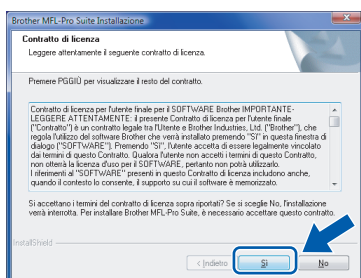 Brother MFL-Pro Suite Installazione
Contratto di licenza
Leggere attentamente il seguente contratto di licenza.
Premere PGGIÙ per visualizzare il resto del contratto.
Contratto di licenza per l'utente finale per il SOFTWARE Brother IMPORTANTE-
LEGGERE ATTENTAMENTE: il presente Contratto di licenza per l'utente finale
("Contratto") è un contratto legale tra l'Utente e Brother Industries, Ltd. ("Brother"), che
regola l'utilizzo del software Brother che verrà installato premendo "SI", in questa finestra di
dialogo ("SOFTWARE"). Premendo "SI", l'utente accetta di essere legalmente vincolato
dai termini di questo Contratto. Qualora l'utente non accetti i termini di questo Contratto,
non otterrà la licenza d'uso per il SOFTWARE, pertanto non potrà utilizzarlo.
I riferimenti al "SOFTWARE" presenti in questo Contratto di licenza includono anche,
quando il contesto lo consente, il supporto su cui il software è memorizzato.
Si accettano i termini del contratto di licenza sopra riportati? Se si sceglie No, l'installazione
verrà interrotta. Per installare Brother MFL-Pro Suite, è necessario accettare questo contratto.
InstallShield
< Indietro Sì No